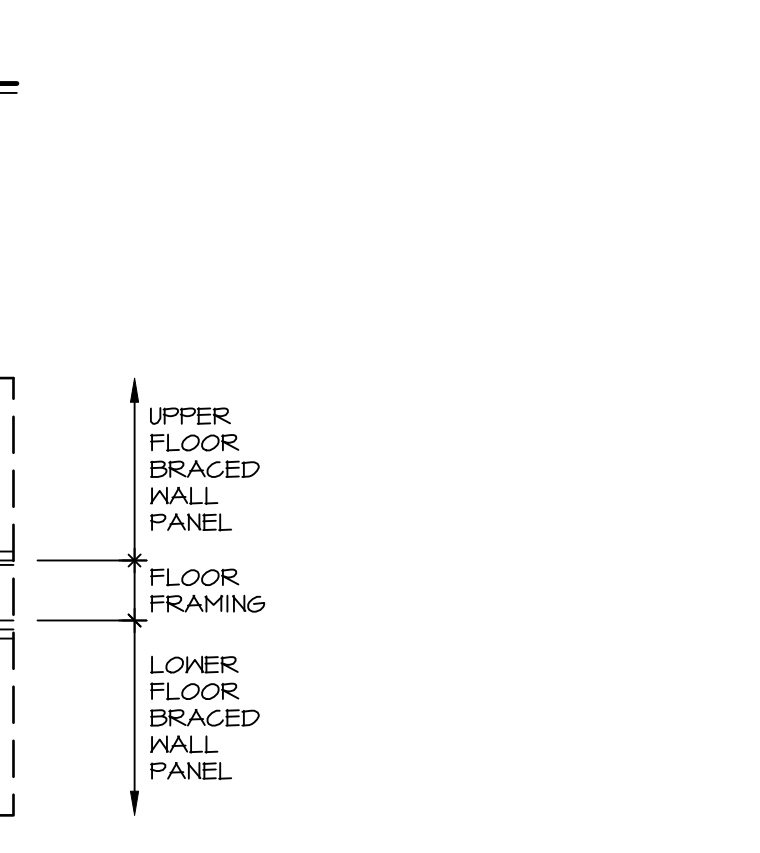 UPPER
FLOOR
BRACED
WALL
PANEL
FLOOR
FRAMING
LOWER
FLOOR
BRACED
WALL
PANEL